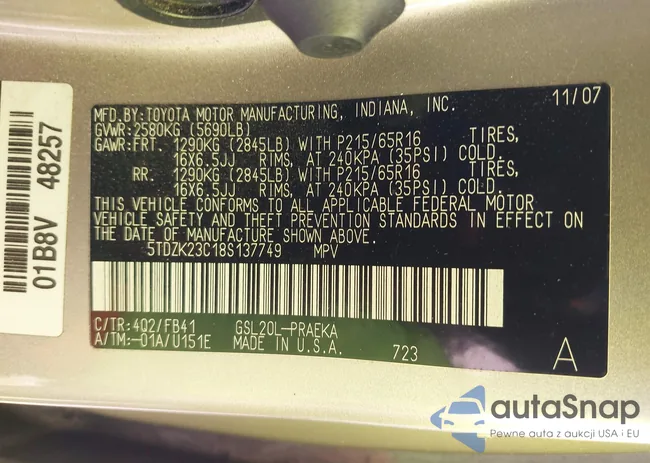 01B8V 48257
MFD.BY:TOYOTA MOTOR MANUFACTURING, INDIANA, INC. 11/07
GVWR:2580KG (5690LB)
GAWR:FRT. 1290KG (2845LB) WITH P215/65R16 TIRES,
16X6.5JJ RIMS, AT 240KPA (35PSI) COLD.
RR. 1290KG (2845LB) WITH P215/65R16 TIRES,
16X6.5JJ RIMS, AT 240KPA (35PSI) COLD.
THIS VEHICLE CONFORMS TO ALL APPLICABLE FEDERAL MOTOR
VEHICLE SAFETY AND THEFT PREVENTION STANDARDS IN EFFECT ON
THE DATE OF MANUFACTURE SHOWN ABOVE.
5TDZK23C18S137749 MPV
C/TR:4Q2/FB41 GSL20L-PRAEKA
A/TM:-01A/U151E MADE IN U.S.A. 723 A
autaSnap
Pewne auta z aukcji USA i EU